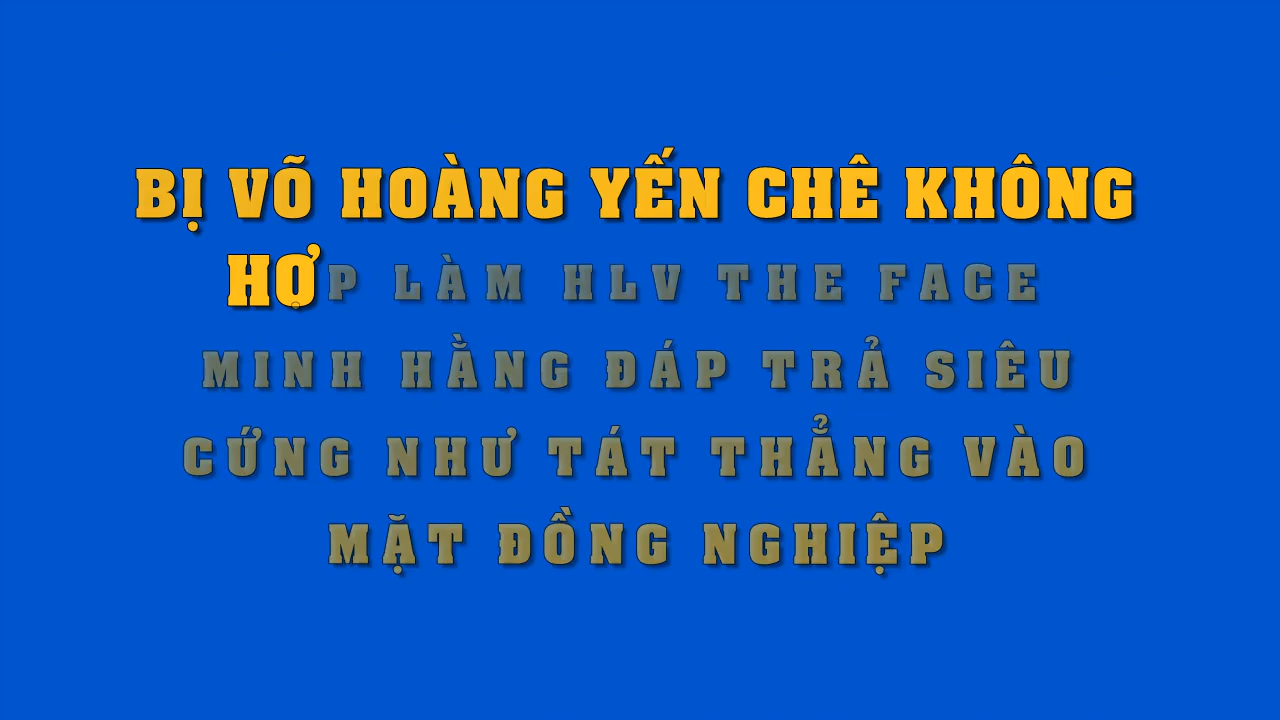 BỊ VÕ HOÀNG YẾN CHÊ KHÔNG
HỢP LÀM HLV THE FACE
MINH HẰNG ĐÁP TRẢ SIÊU
CỨNG NHƯ TÁT THẲNG VÀO
MẶT ĐỒNG NGHIỆP